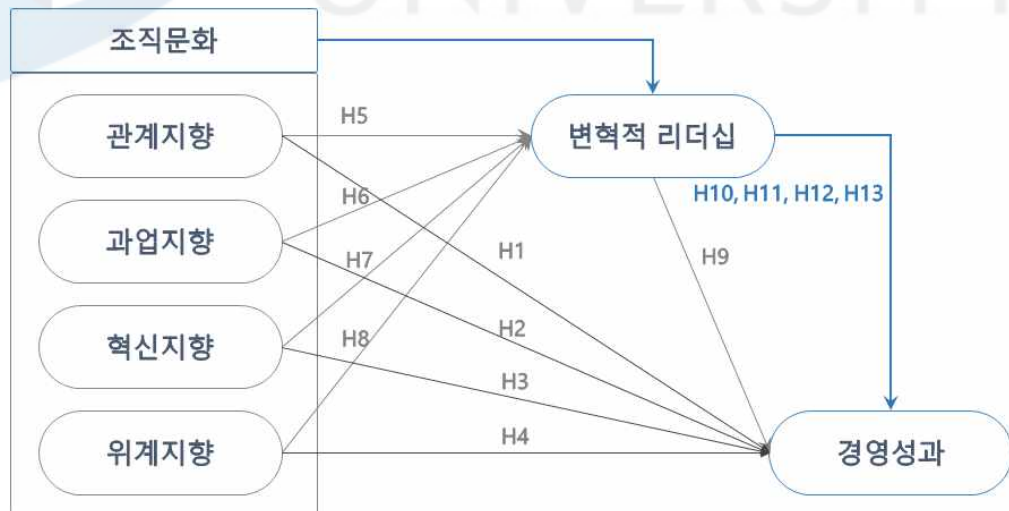 UNIVERSITY
조직문화
관계지향
과업지향
혁신지향
위계지향
H5
H6
H7
H8
H1
H2
H3
H4
변혁적 리더십
H10, H11, H12, H13
H9
경영성과